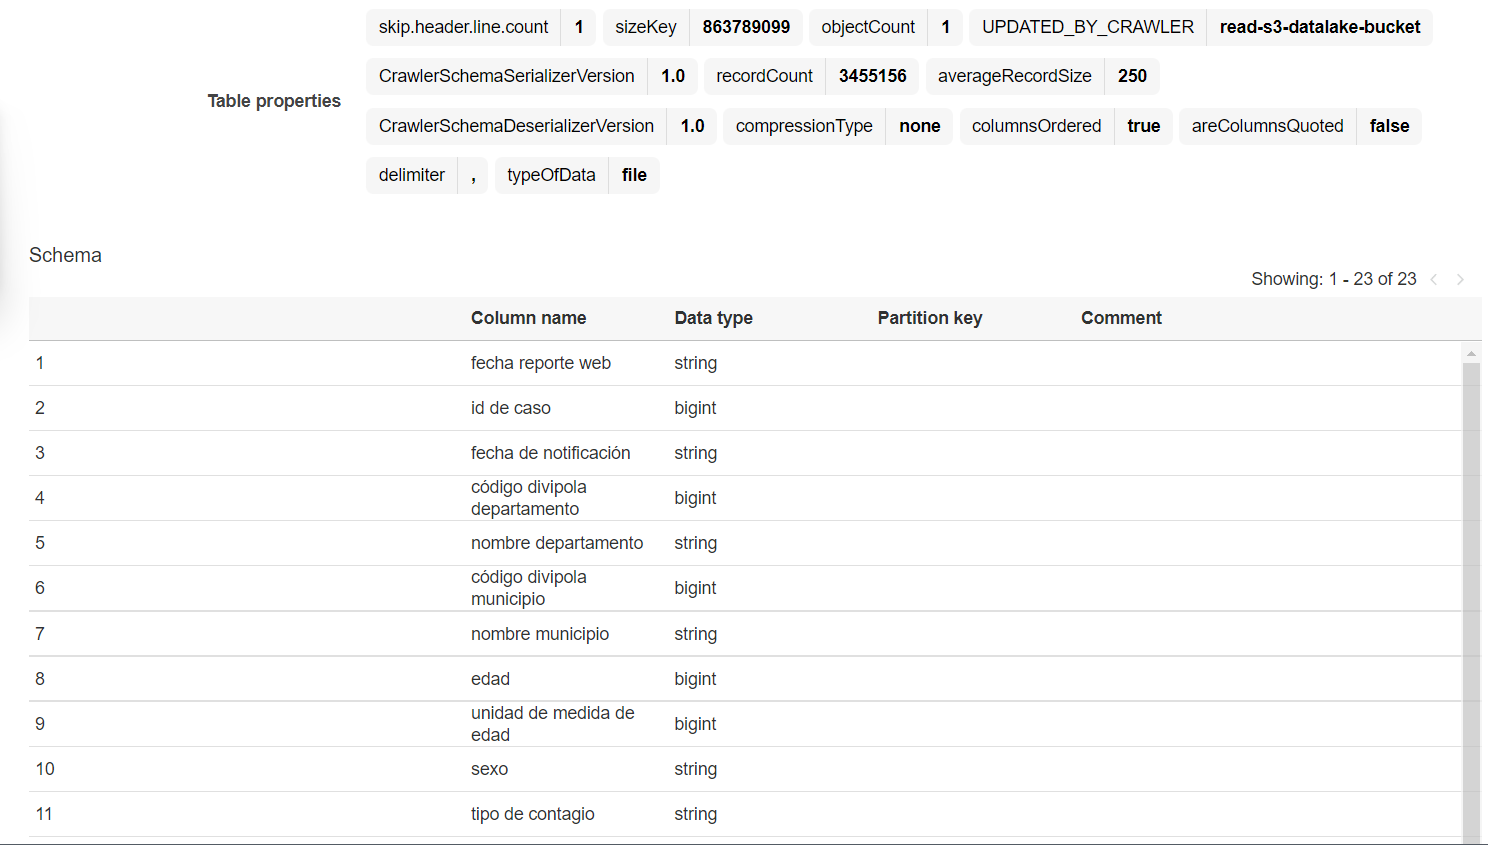 skip.header.line.count 1 sizeKey 863789099 objectCount 1 UPDATED_BY_CRAWLER read-s3-datalake-bucket
CrawlerSchemaSerializerVersion 1.0 recordCount 3455156 averageRecordSize 250
Table properties
CrawlerSchemaDeserializerVersion 1.0 compressionType none columnsOrdered true areColumnsQuoted false
delimiter , typeOfData file
Schema
Showing: 1 - 23 of 23
Column name Data type Partition key Comment
1 fecha reporte web string
2 id de caso bigint
3 fecha de notificación string
4 código divipola departamento bigint
5 nombre departamento string
6 código divipola municipio bigint
7 nombre municipio string
8 edad bigint
9 unidad de medida de edad bigint
10 sexo string
11 tipo de contagio string